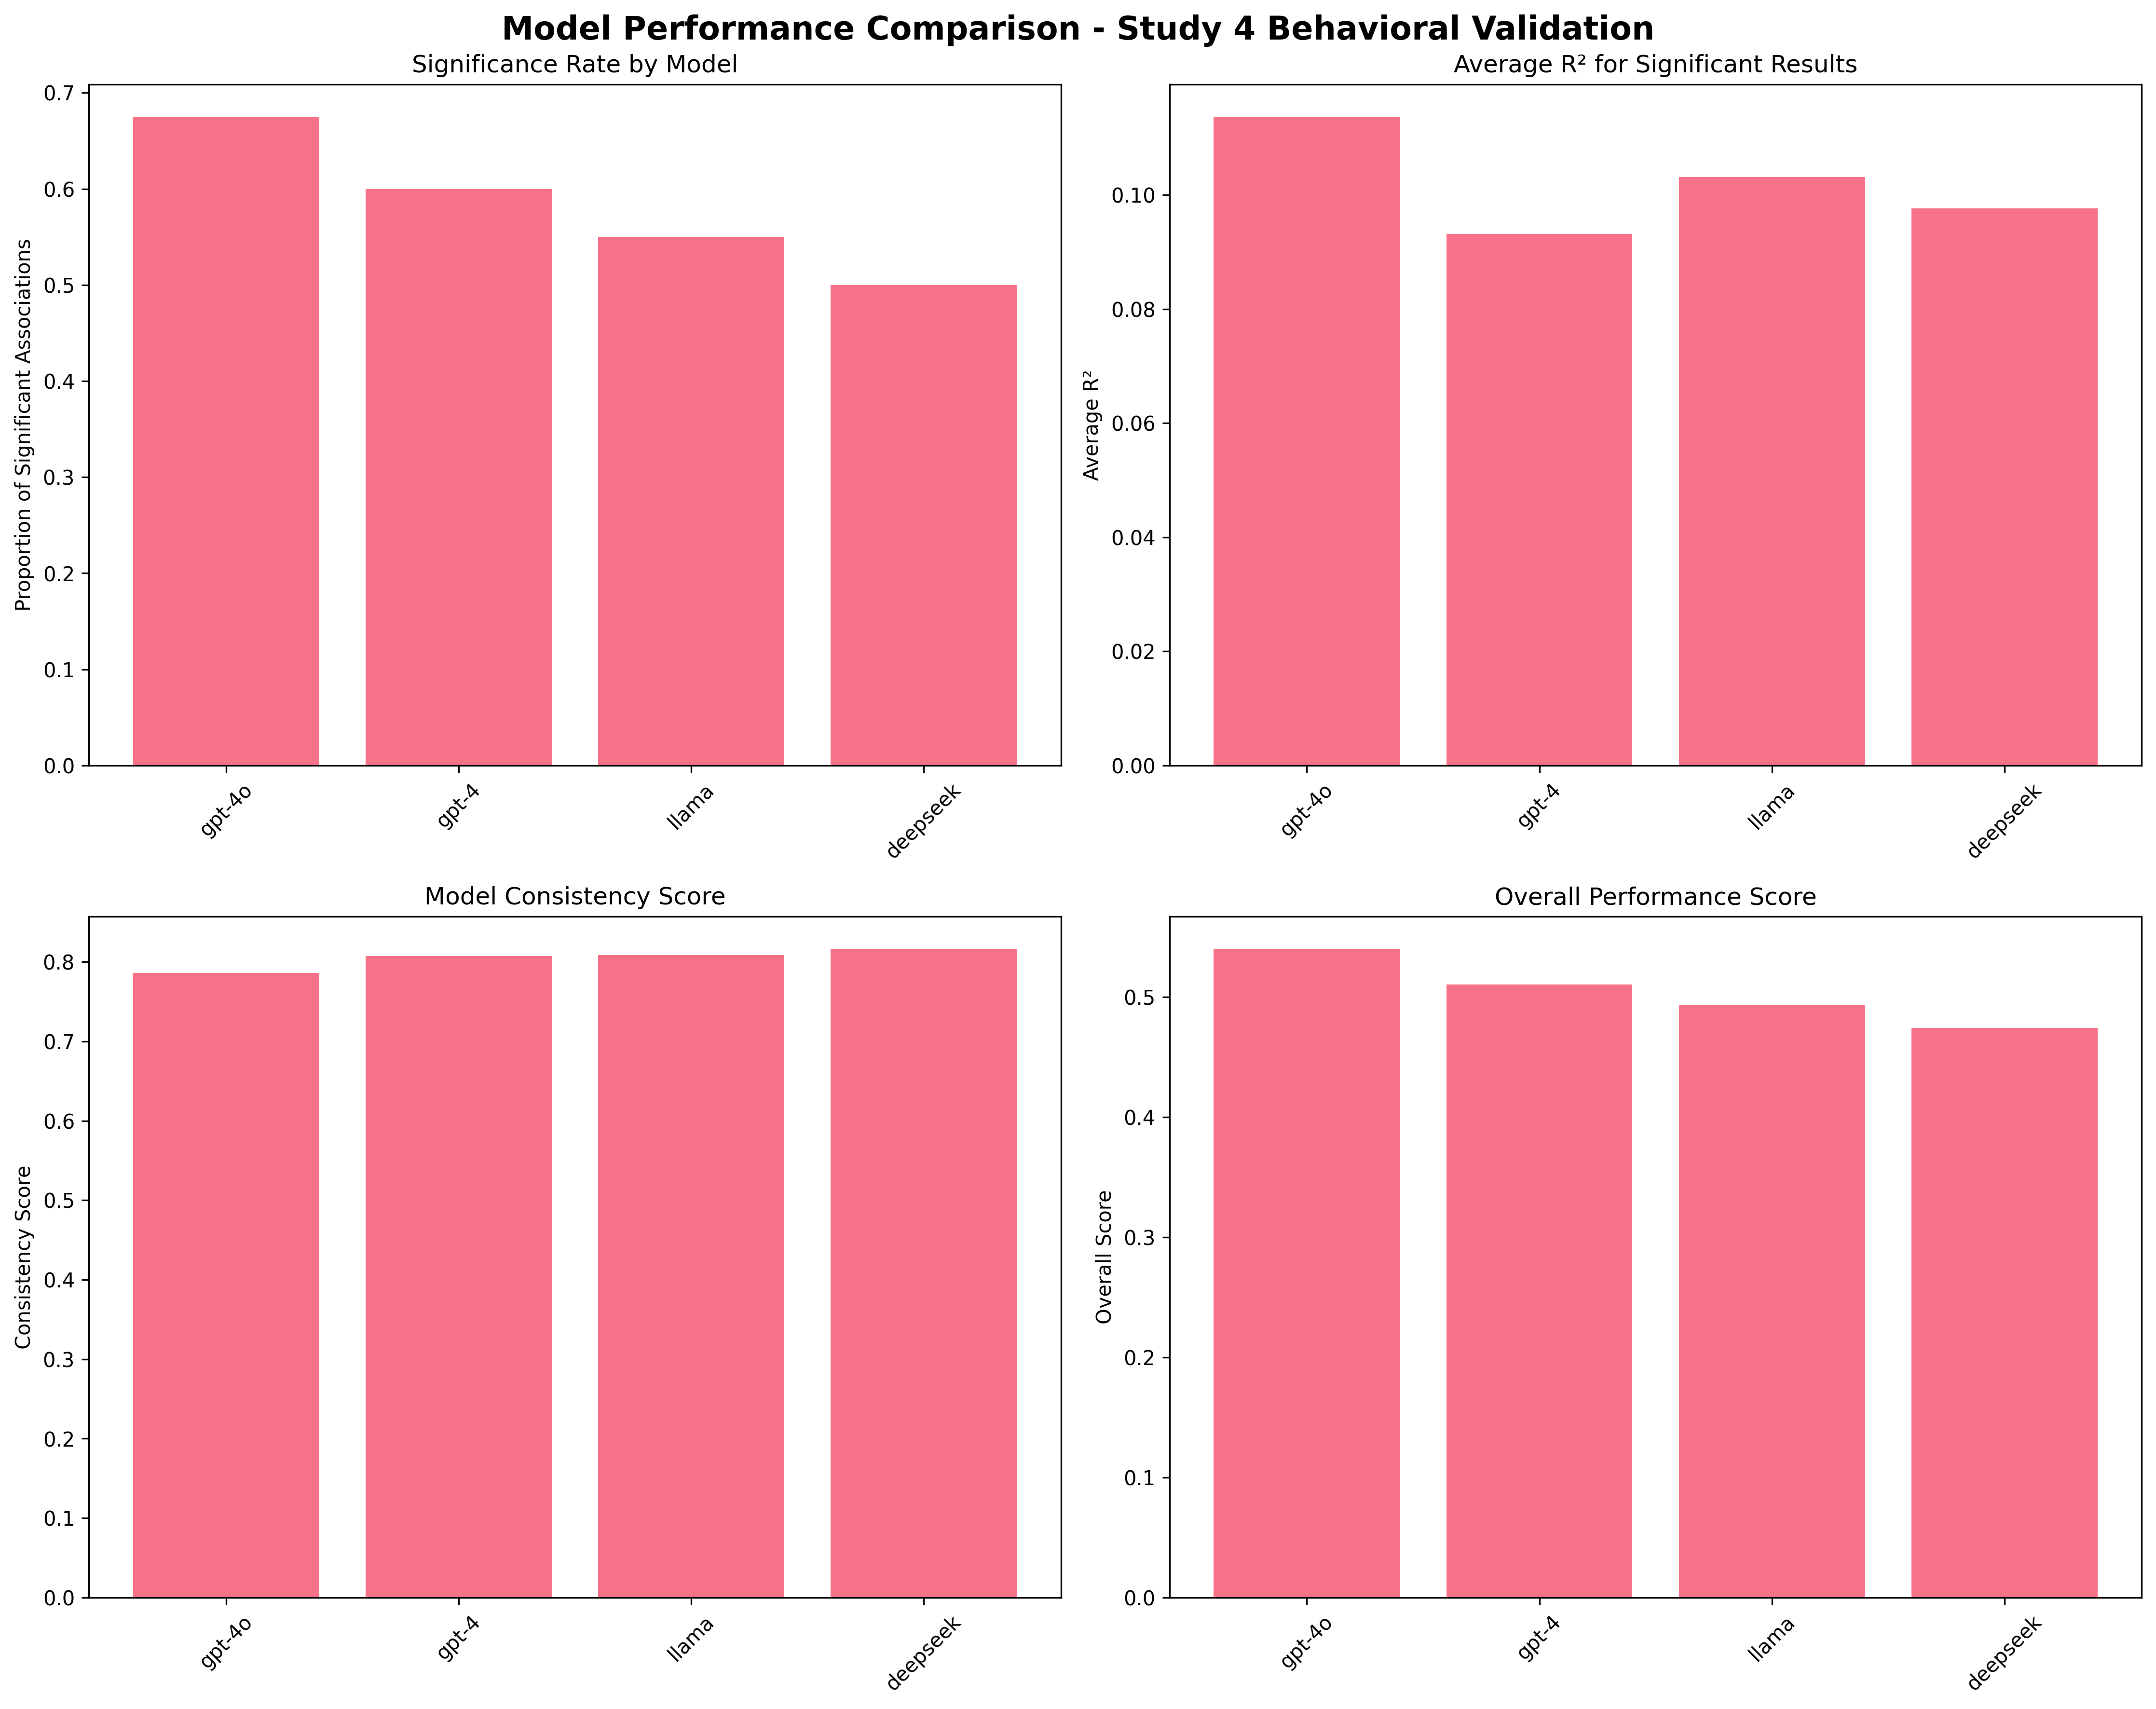 Model Performance Comparison - Study 4 Behavioral Validation
Significance Rate by Model
Proportion of Significant Associations
0.7
0.6
0.5
0.4
0.3
0.2
0.1
0.0
gpt-4o
gpt-4
llama
deepseek
Average R² for Significant Results
Average R²
0.10
0.08
0.06
0.04
0.02
0.00
gpt-4o
gpt-4
llama
deepseek
Model Consistency Score
Consistency Score
0.8
0.7
0.6
0.5
0.4
0.3
0.2
0.1
0.0
gpt-4o
gpt-4
llama
deepseek
Overall Performance Score
Overall Score
0.5
0.4
0.3
0.2
0.1
0.0
gpt-4o
gpt-4
llama
deepseek